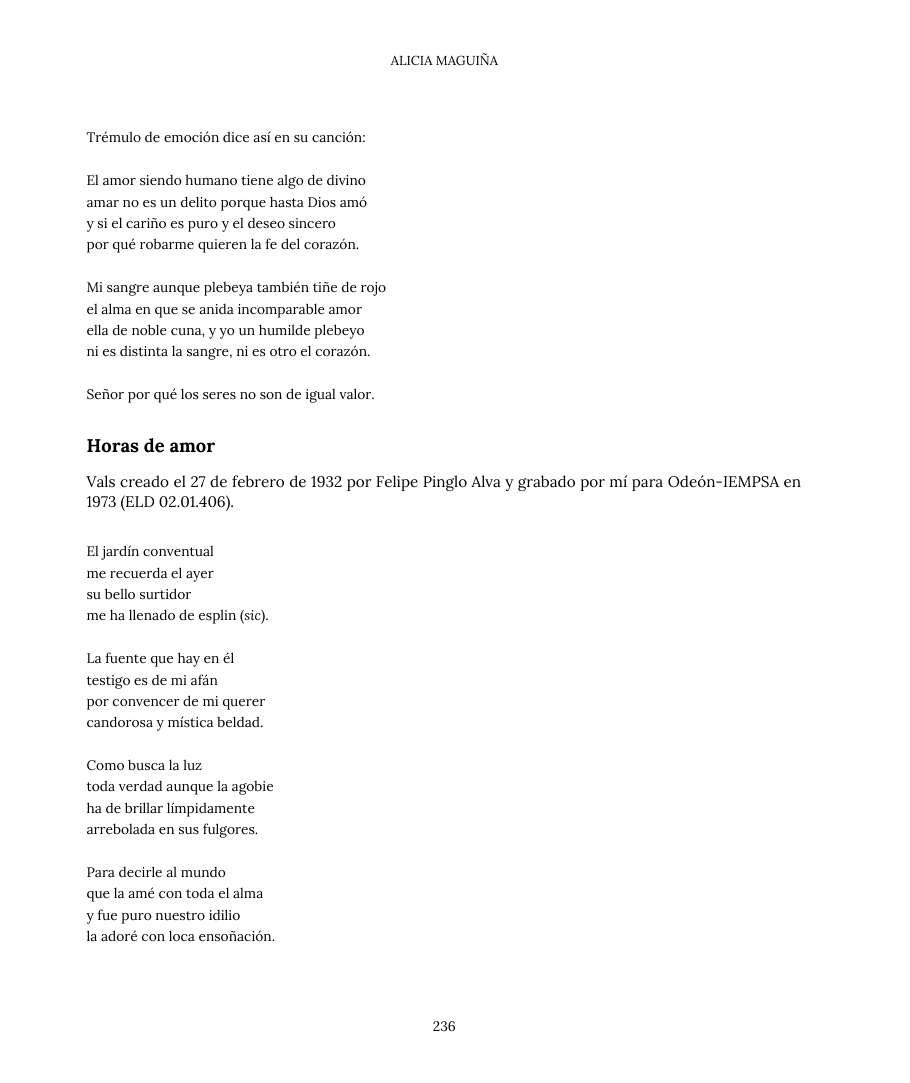 ALICIA MAGUIÑA
Trémulo de emoción dice así en su canción:
El amor siendo humano tiene algo de divino
amar no es un delito porque hasta Dios amó
y si el cariño es puro y el deseo sincero
por qué robarme quieren la fe del corazón.
Mi sangre aunque plebeya también tiñe de rojo
el alma en que se anida incomparable amor
ella de noble cuna, y yo un humilde plebeyo
ni es distinta la sangre, ni es otro el corazón.
Señor por qué los seres no son de igual valor.
Horas de amor
Vals creado el 27 de febrero de 1932 por Felipe Pinglo Alva y grabado por mí para Odeón-IEMPSA en
1973 (ELD 02.01.406).
El jardín conventual
me recuerda el ayer
su bello surtidor
me ha llenado de esplin (sic).
La fuente que hay en él
testigo es de mi afán
por convencer de mi querer
candorosa y mística beldad.
Como busca la luz
toda verdad aunque la agobie
ha de brillar límpidamente
arrebolada en sus fulgores.
Para decirle al mundo
que la amé con toda el alma
y fue puro nuestro idilio
la adoré con loca ensoñación.
236